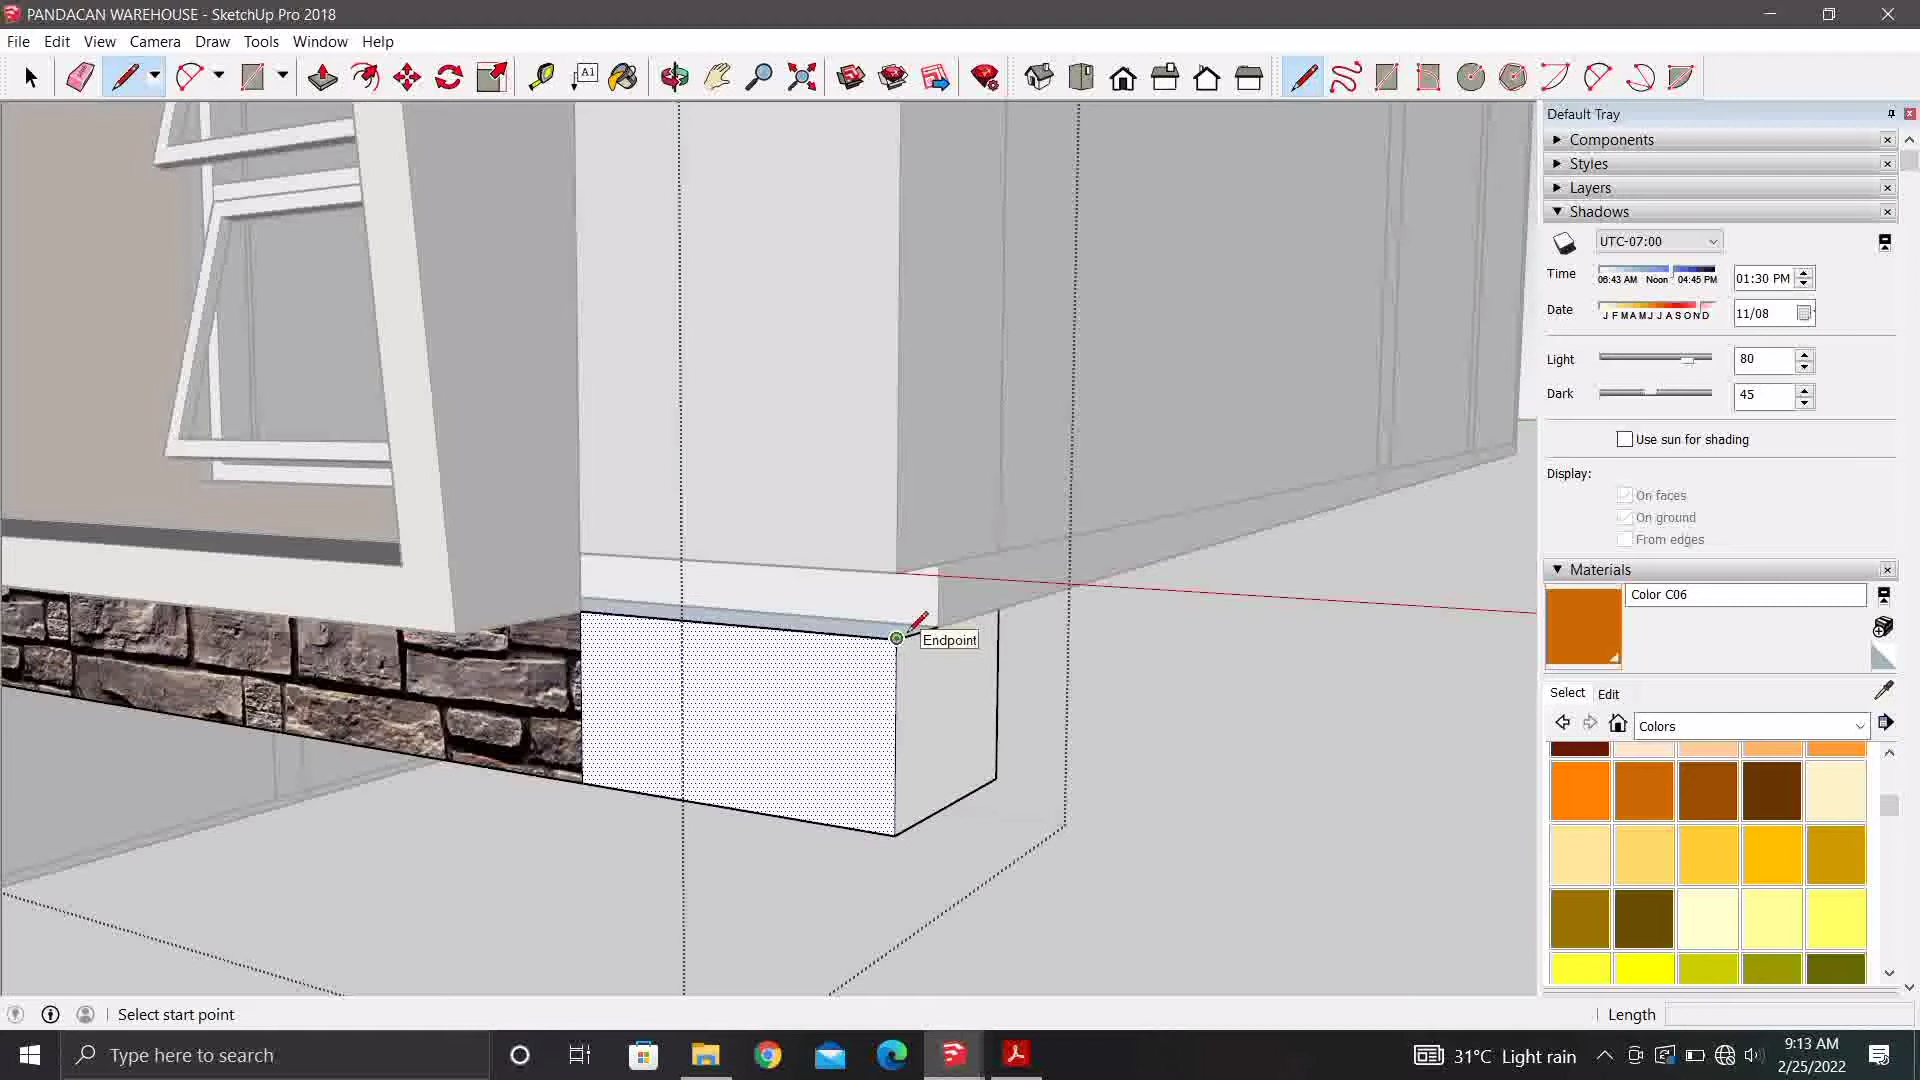 PANDACAN WAREHOUSE - SketchUp Pro 2018
File Edit View Camera Draw Tools Window Help
A1
Default Tray
Components
Styles
Layers
Shadows
UTC-07:00
Time 06:43 AM Noon 04:45 PM 01:30 PM
Date J F M A M J J A S O N D 11/08
Light 80
Dark 45
Use sun for shading
Display:
On faces
On ground
From edges
Materials
Color C06
Select Edit
Colors
Endpoint
Select start point
Length
Type here to search
31°C Light rain
9:13 AM
2/25/2022